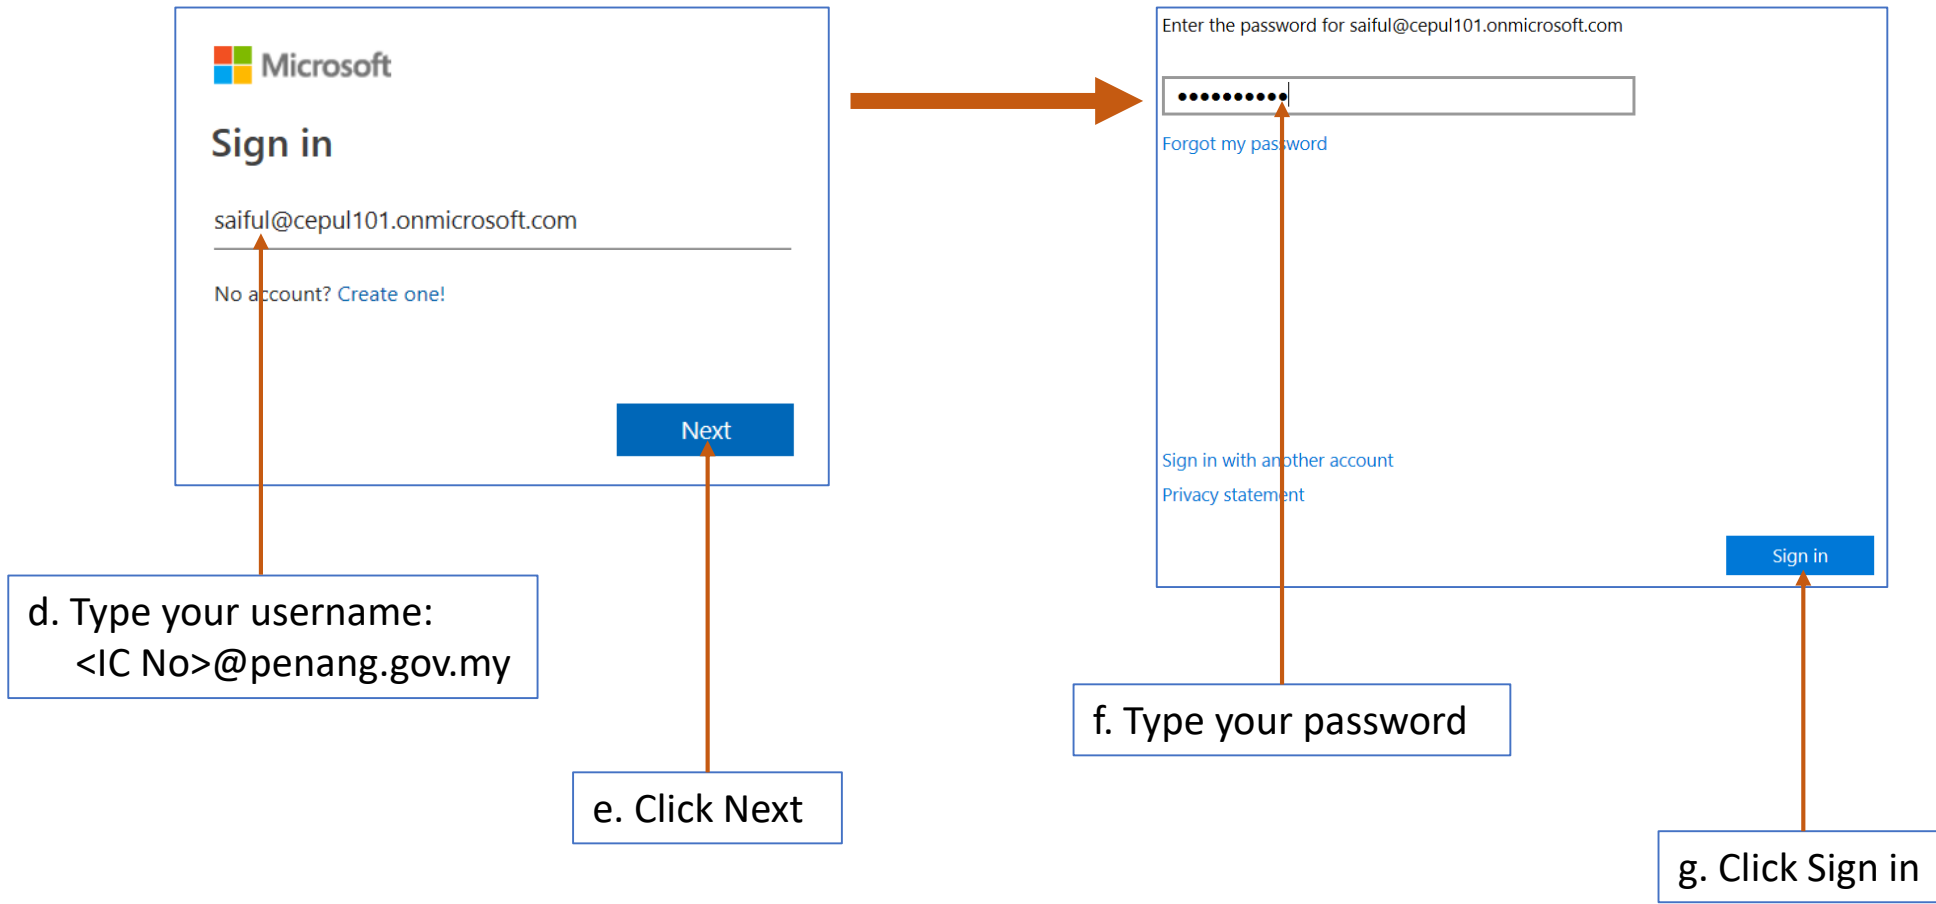 Microsoft
Sign in
saiful@cepul101.onmicrosoft.com
No account? Create one!
Next
d. Type your username:
<IC No>@penang.gov.my
e. Click Next
Enter the password for saiful@cepul101.onmicrosoft.com
Forgot my password
Sign in with another account
Privacy statement
Sign in
f. Type your password
g. Click Sign in